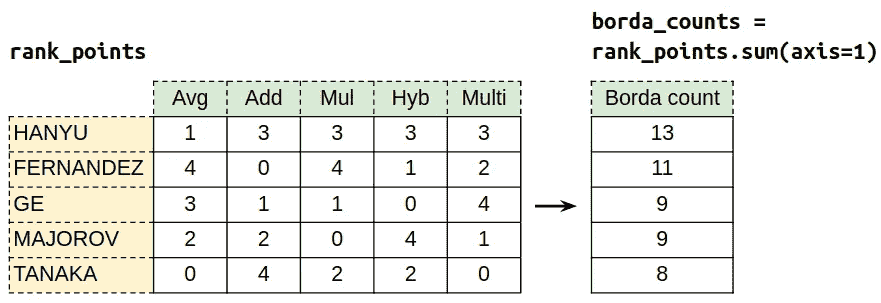 borda_counts =
rank_points rank_points.sum(axis=1)
Avg Add Mul Hyb Multi Borda count
HANYU 1 3 3 3 3 13
FERNANDEZ 4 0 4 1 2 11
GE 3 1 1 0 4 9
MAJOROV 2 2 0 4 1 9
TANAKA 0 4 2 2 0 8